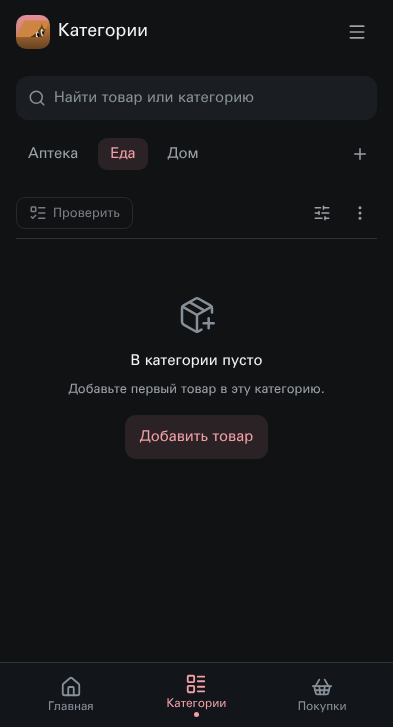 Категории
Найти товар или категорию
Аптека Еда Дом
Проверить
В категории пусто
Добавьте первый товар в эту категорию.
Добавить товар
Главная Категории Покупки